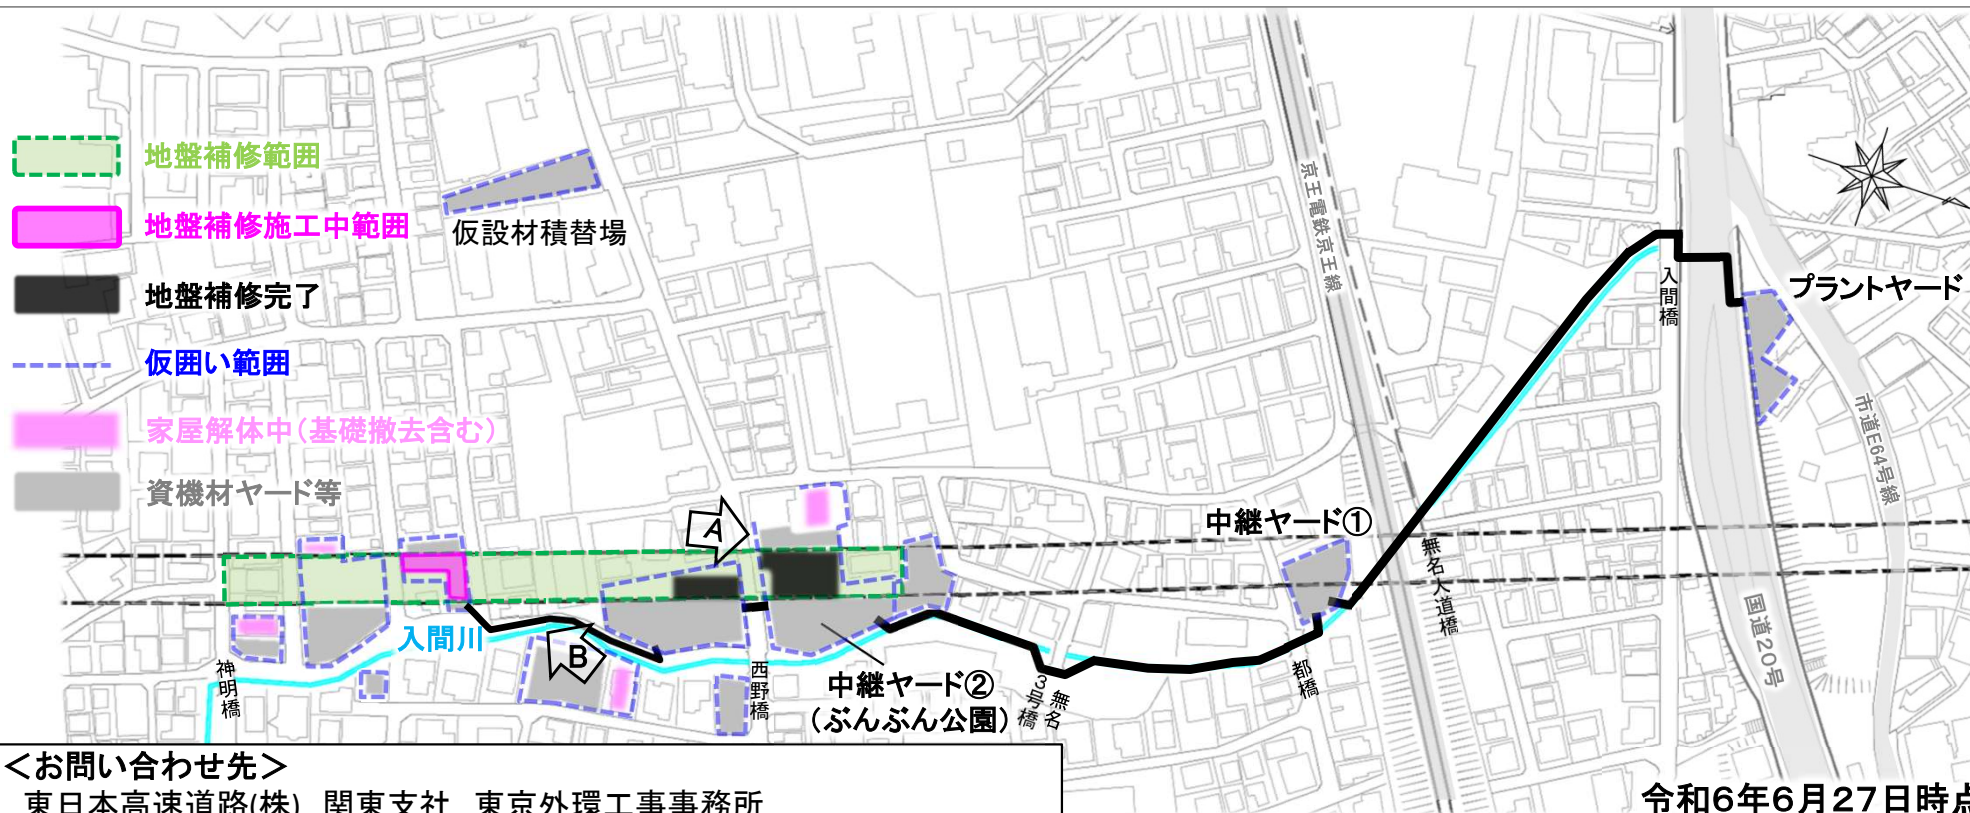 地盤補修範囲
地盤補修施工中範囲
地盤補修完了
仮囲い範囲
家屋解体中(基礎撤去含む)
資機材ヤード等
仮設材積替場
京王電鉄京王線
入間橋
プラントヤード
市道E64号線
国道20号
中継ヤード①
無名人道橋
A
B
入間川
神明橋
西野橋
中継ヤード②
(ぶんぶん公園)
無名
3号橋
都橋
<お問い合わせ先>
東日本高速道路(株) 関東支社 東京外環工事事務所
令和6年6月27日時点